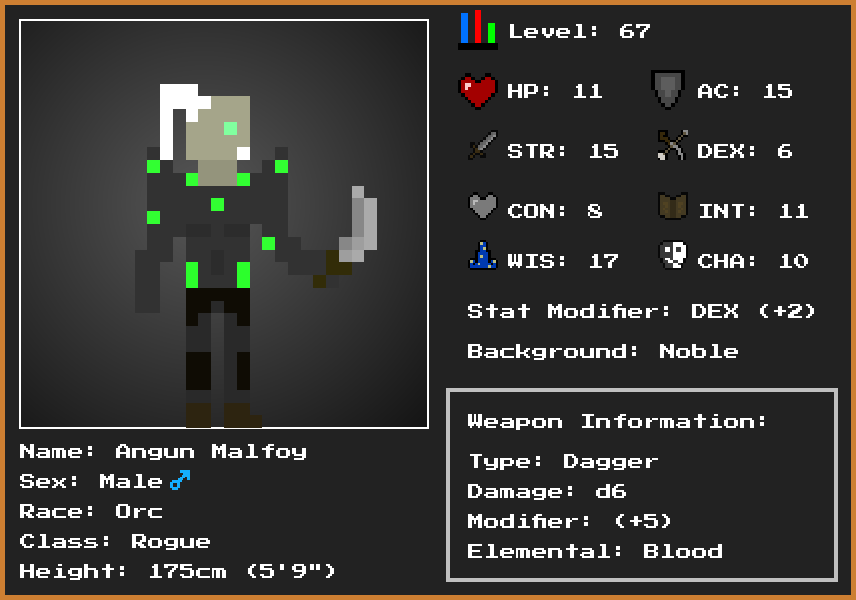 Level: 67
HP: 11
AC: 15
STR: 15
DEX: 6
CON: 8
INT: 11
WIS: 17
CHA: 10
Stat Modifier: DEX (+2)
Background: Noble
Weapon Information:
Type: Dagger
Damage: d6
Modifier: (+5)
Elemental: Blood
Name: Angun Malfoy
Sex: Male♂
Race: Orc
Class: Rogue
Height: 175cm (5'9")